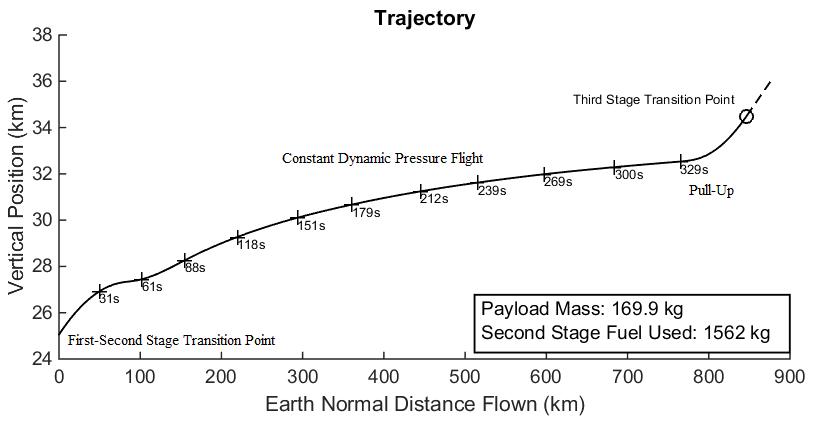 Trajectory
38
36
34
32
30
28
26
24
Vertical Position (km)
Third Stage Transition Point
Constant Dynamic Pressure Flight
Pull-Up
31s
61s
88s
118s
151s
179s
212s
239s
269s
300s
329s
First-Second Stage Transition Point
Payload Mass: 169.9 kg
Second Stage Fuel Used: 1562 kg
0
100
200
300
400
500
600
700
800
900
Earth Normal Distance Flown (km)